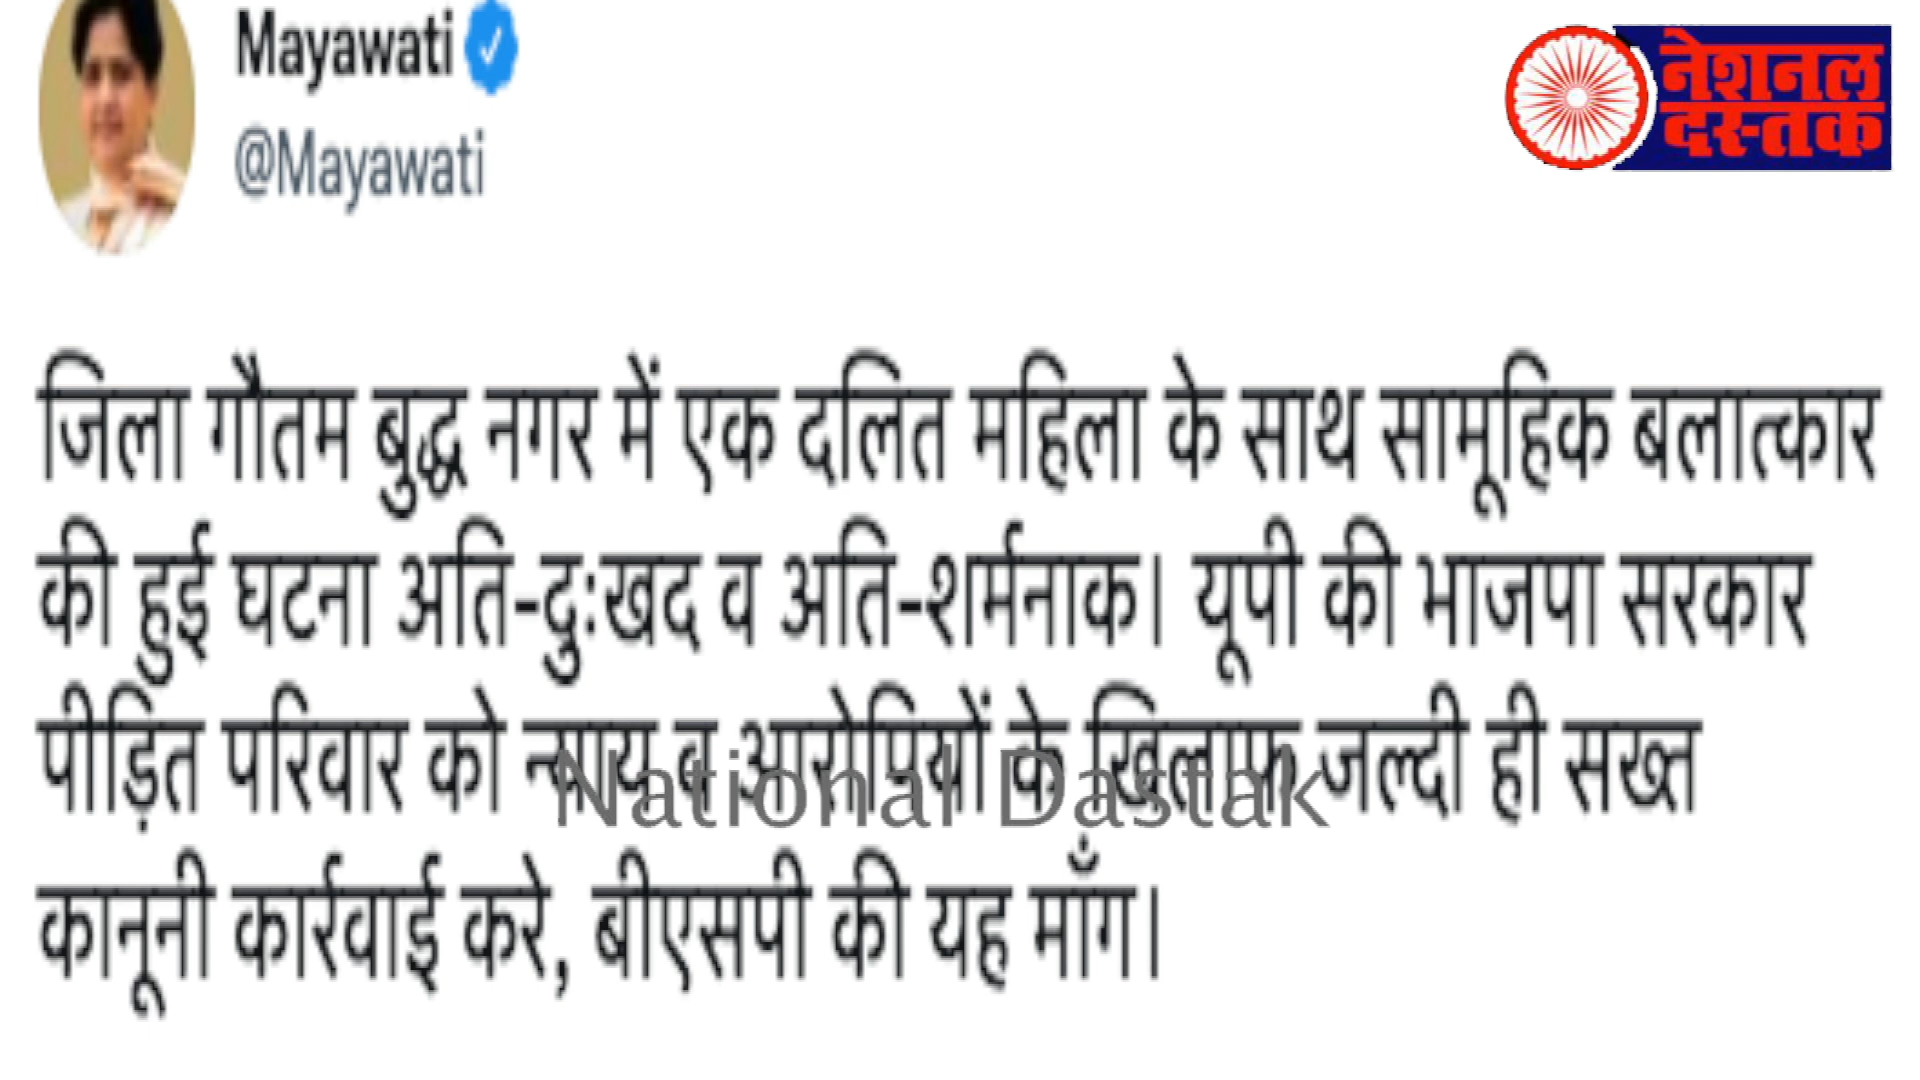 Mayawati
@Mayawati
नेशनल
दस्तक
जिला गौतम बुद्ध नगर में एक दलित महिला के साथ सामूहिक बलात्कार
की हुई घटना अति-दुःखद व अति-शर्मनाक। यूपी की भाजपा सरकार
पीड़ित परिवार को न्याय व आरोपियों के खिलाफ जल्दी ही सख्त
National Dastak
कानूनी कार्रवाई करे, बीएसपी की यह माँग।